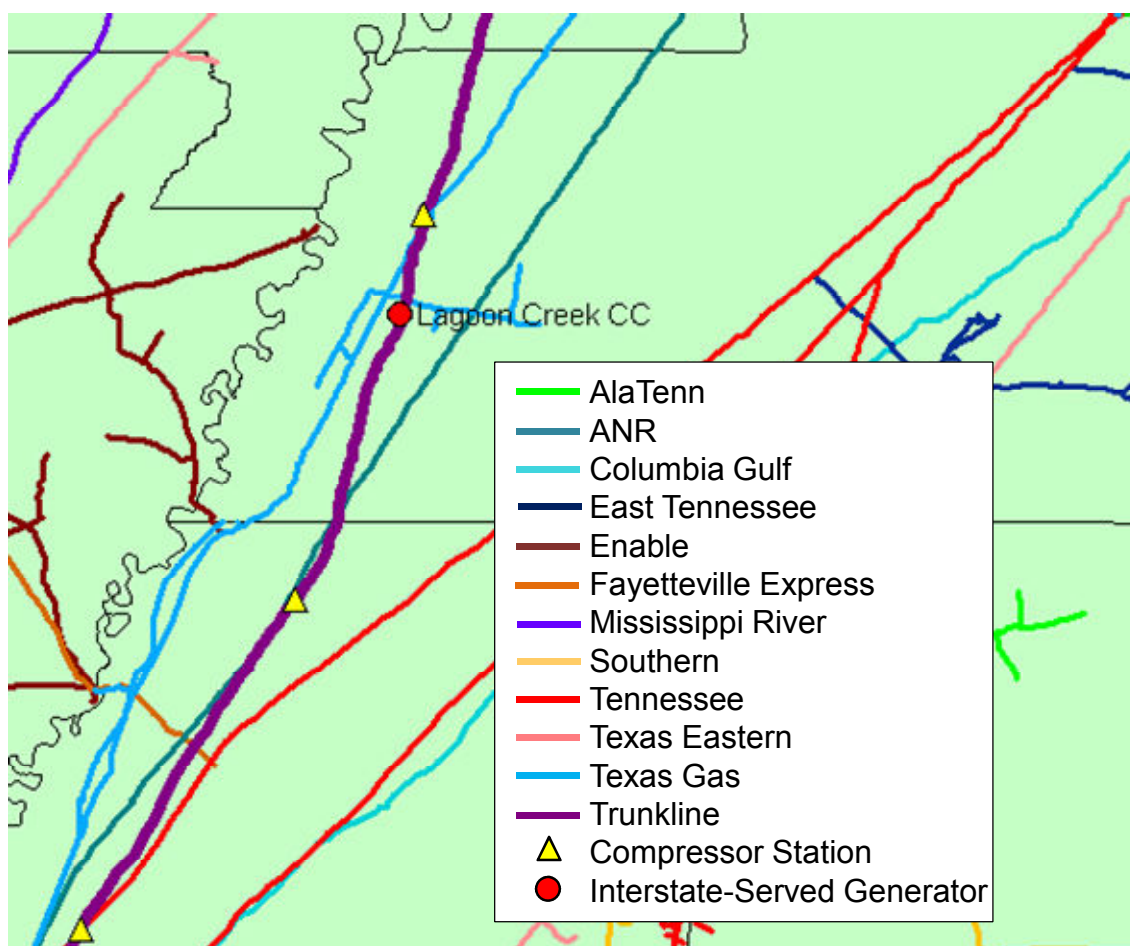 Lagoon Creek CC
AlaTenn
ANR
Columbia Gulf
East Tennessee
Enable
Fayetteville Express
Mississippi River
Southern
Tennessee
Texas Eastern
Texas Gas
Trunkline
Compressor Station
Interstate-Served Generator